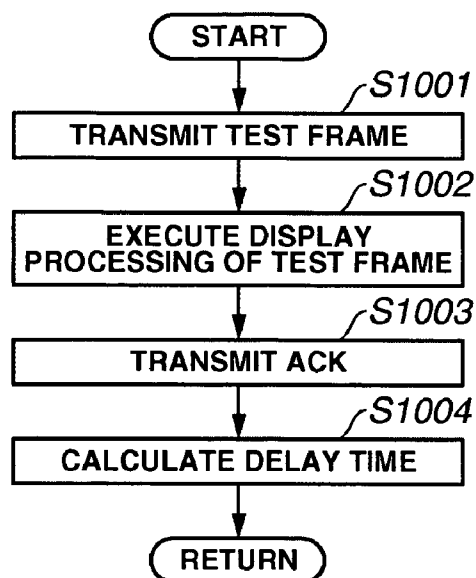 START
S1001
TRANSMIT TEST FRAME
S1002
EXECUTE DISPLAY
PROCESSING OF TEST FRAME
S1003
TRANSMIT ACK
S1004
CALCULATE DELAY TIME
RETURN